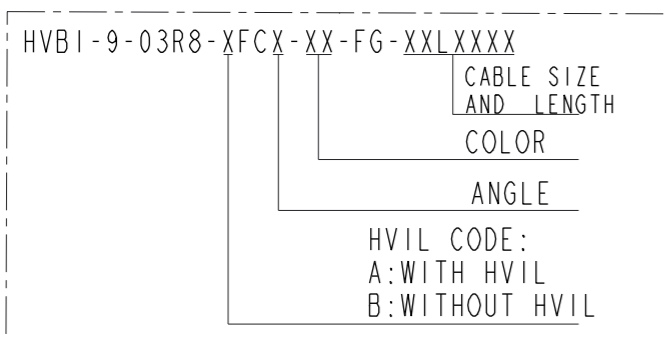 HVBI-9-03R8-XFCX-XX-FG-XXLXXXX
CABLE SIZE
AND LENGTH
COLOR
ANGLE
HVIL CODE:
A:WITH HVIL
B:WITHOUT HVIL